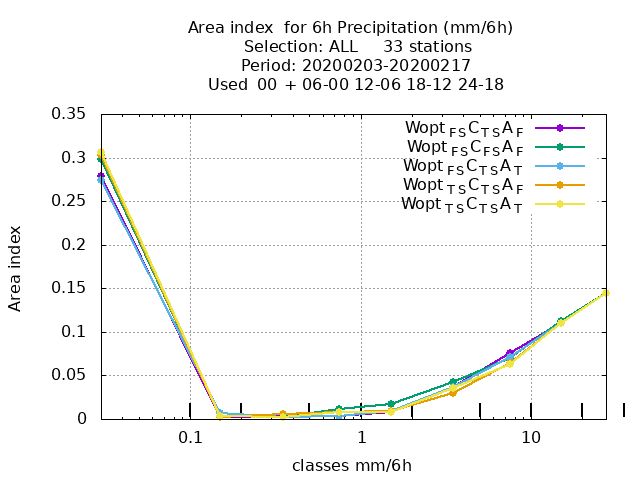 Area index  for 6h Precipitation (mm/6h)
Selection: ALL     33 stations
Period: 20200203-20200217
Used  00  + 06-00 12-06 18-12 24-18
0.35
0.3
0.25
0.2
0.15
0.1
0.05
0
Area index
Wopt FS C TS A F
Wopt FS C FS A F
Wopt FS C TS A T
Wopt TS C TS A F
Wopt TS C TS A T
0.1
1
10
classes mm/6h